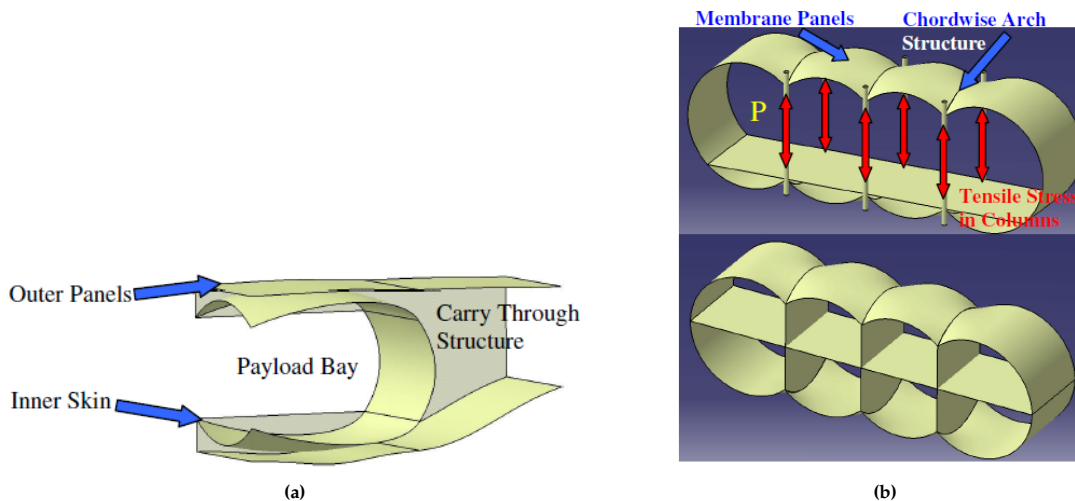 Outer Panels
Carry Through
Structure
Payload Bay
Inner Skin
(a)
Membrane Panels
Chordwise Arch
Structure
P
Tensile Stress
in Columns
(b)